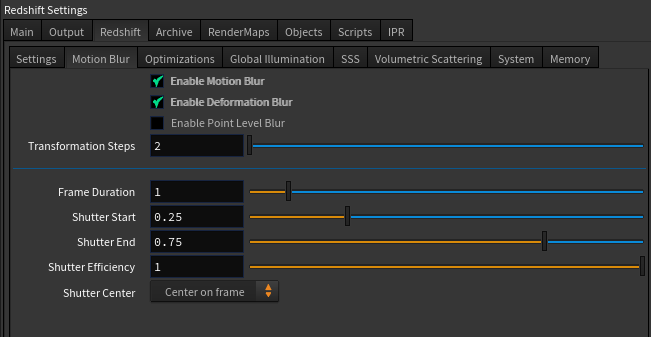 Redshift Settings
Main Output Redshift Archive RenderMaps Objects Scripts IPR
Settings Motion Blur Optimizations Global Illumination SSS Volumetric Scattering System Memory
Enable Motion Blur
Enable Deformation Blur
Enable Point Level Blur
Transformation Steps 2
Frame Duration 1
Shutter Start 0.25
Shutter End 0.75
Shutter Efficiency 1
Shutter Center Center on frame